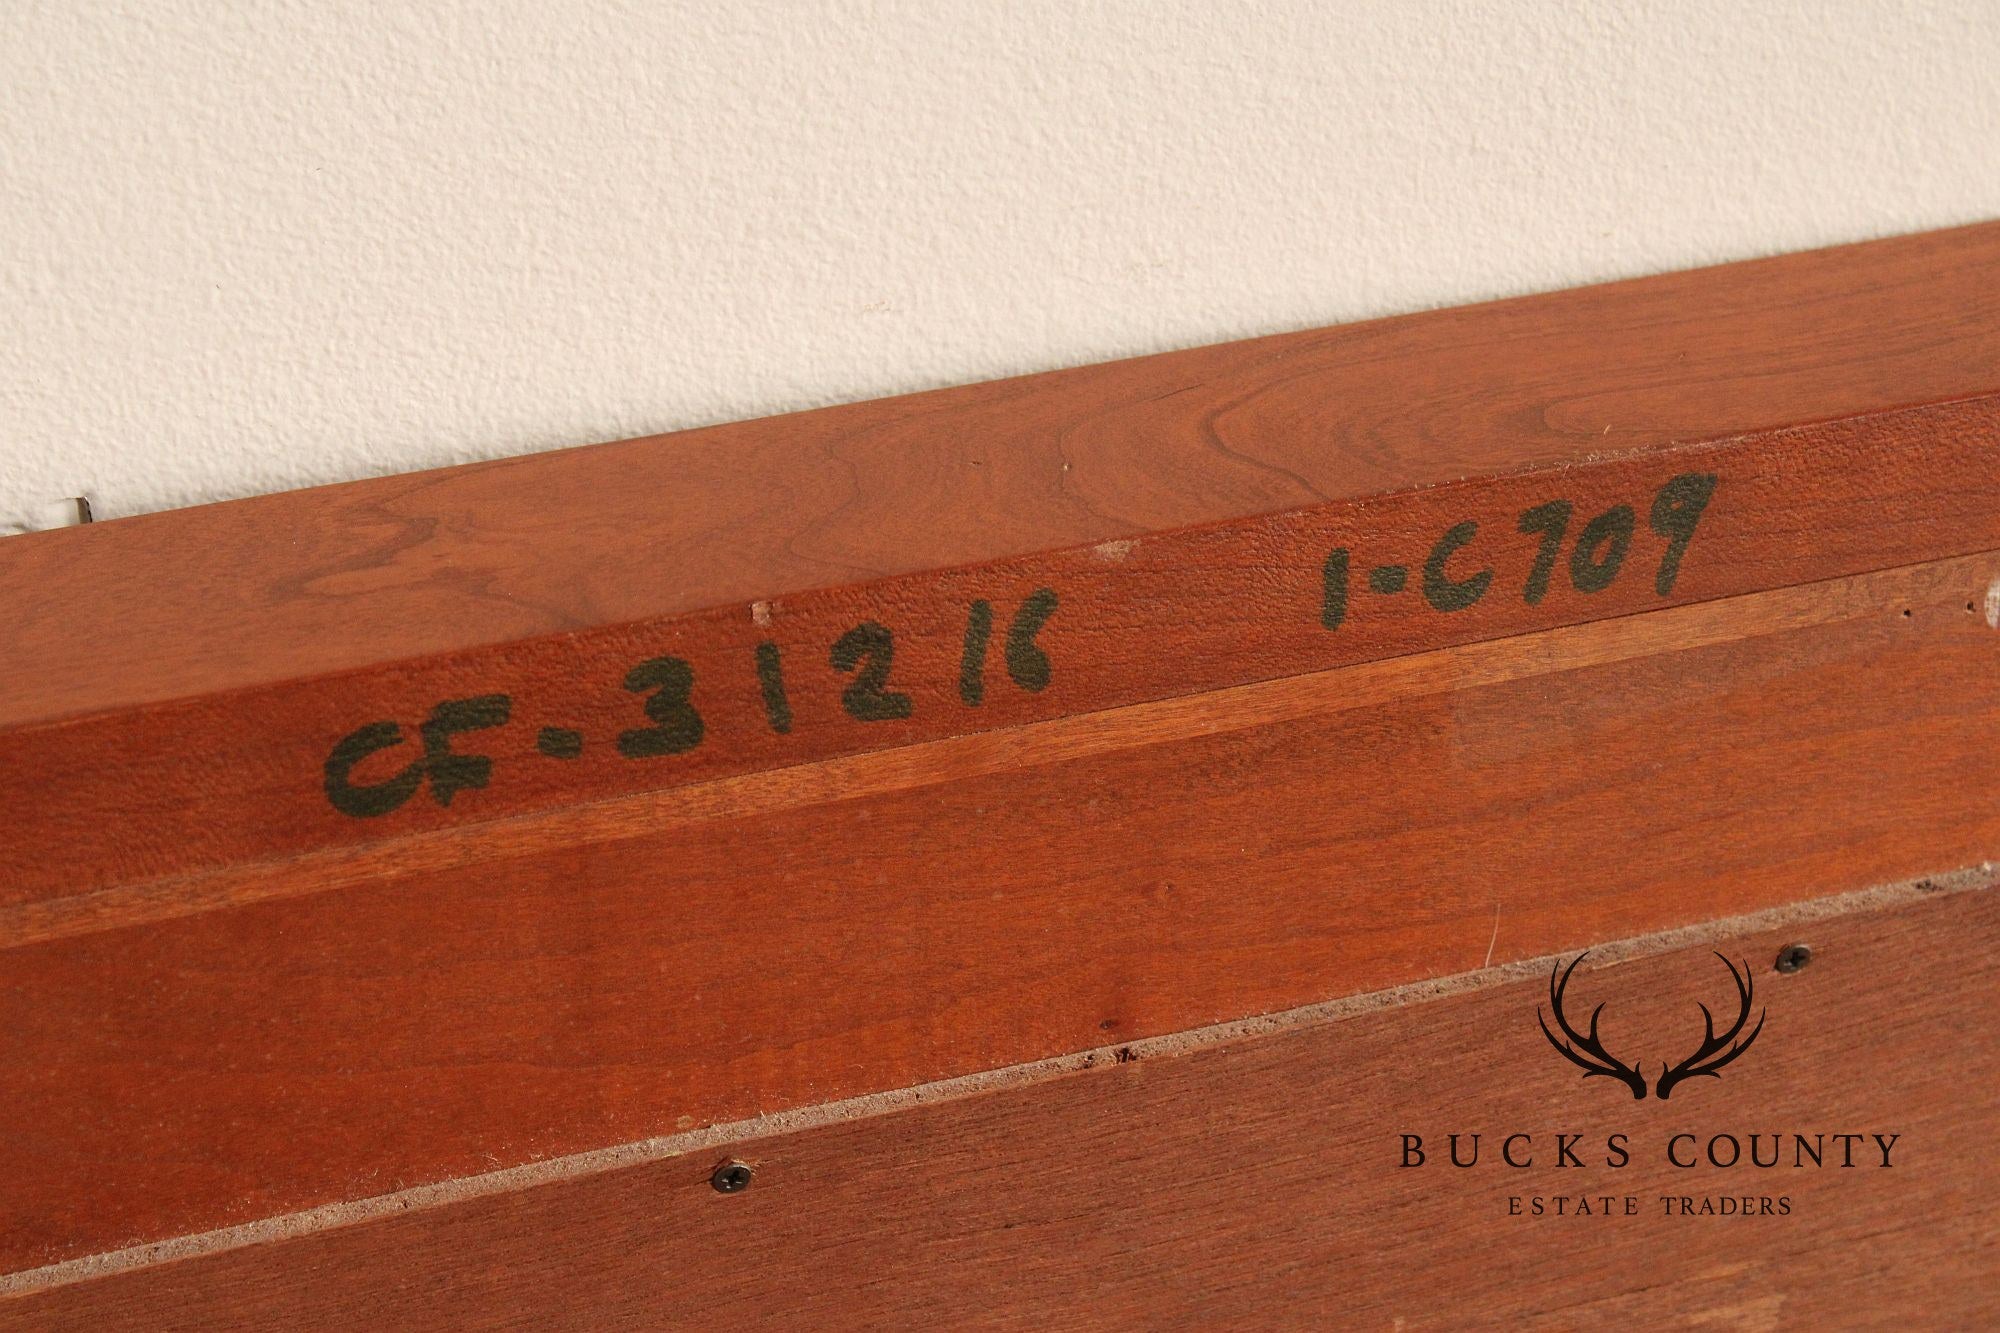 CF-31216 1-C709
BUCKS COUNTY
ESTATE TRADERS